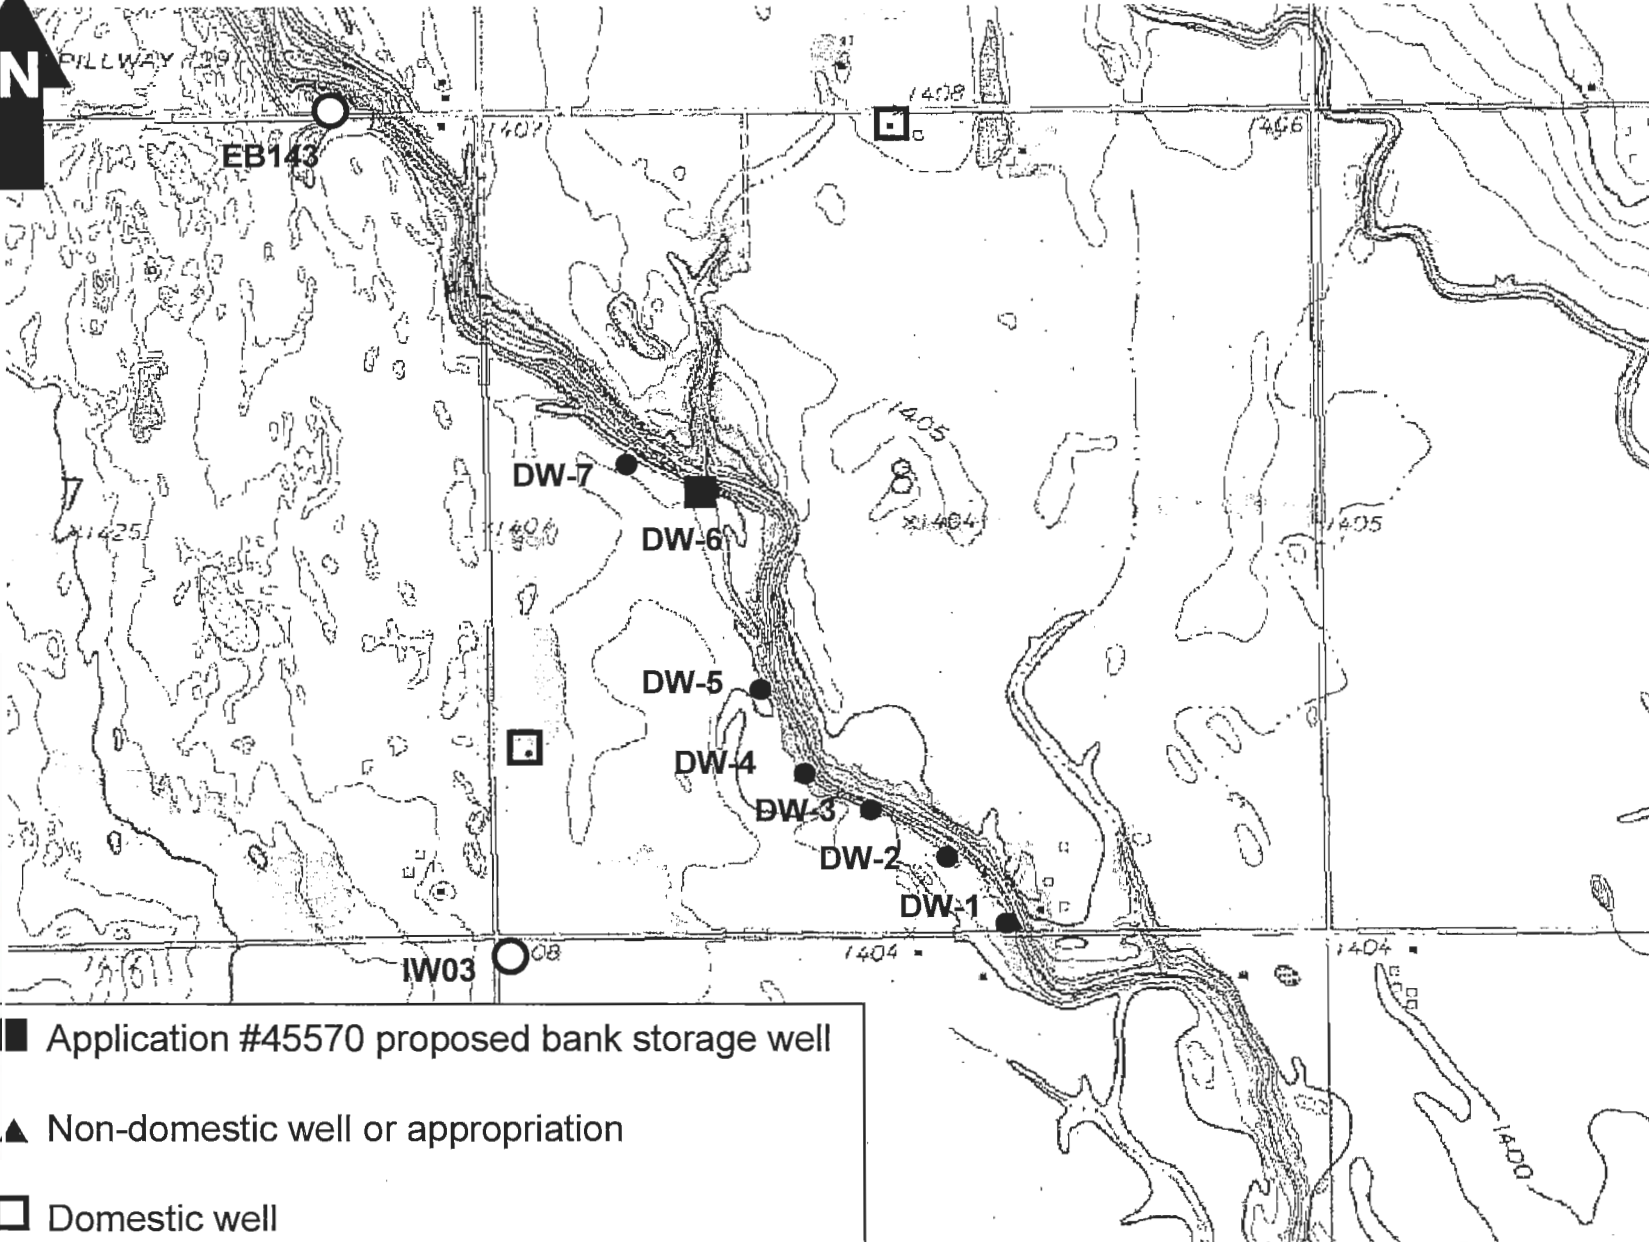 N
PILLWAY
1408
1407
1406
EB143
1405
DW-7
1404
1405
1425
DW-6
DW-5
DW-4
DW-3
DW-2
DW-1
1404
1404
IW03
08
1400
Application #45570 proposed bank storage well
Non-domestic well or appropriation
Domestic well